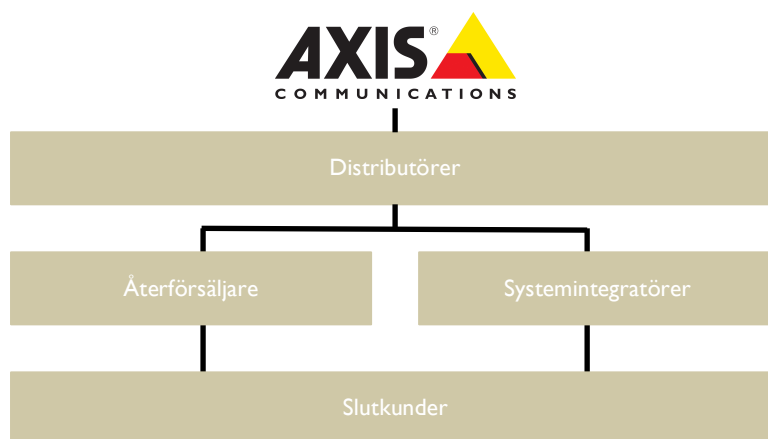 AXIS®
COMMUNICATIONS
Distributörer
Återförsäljare
Systemintegratörer
Slutkunder